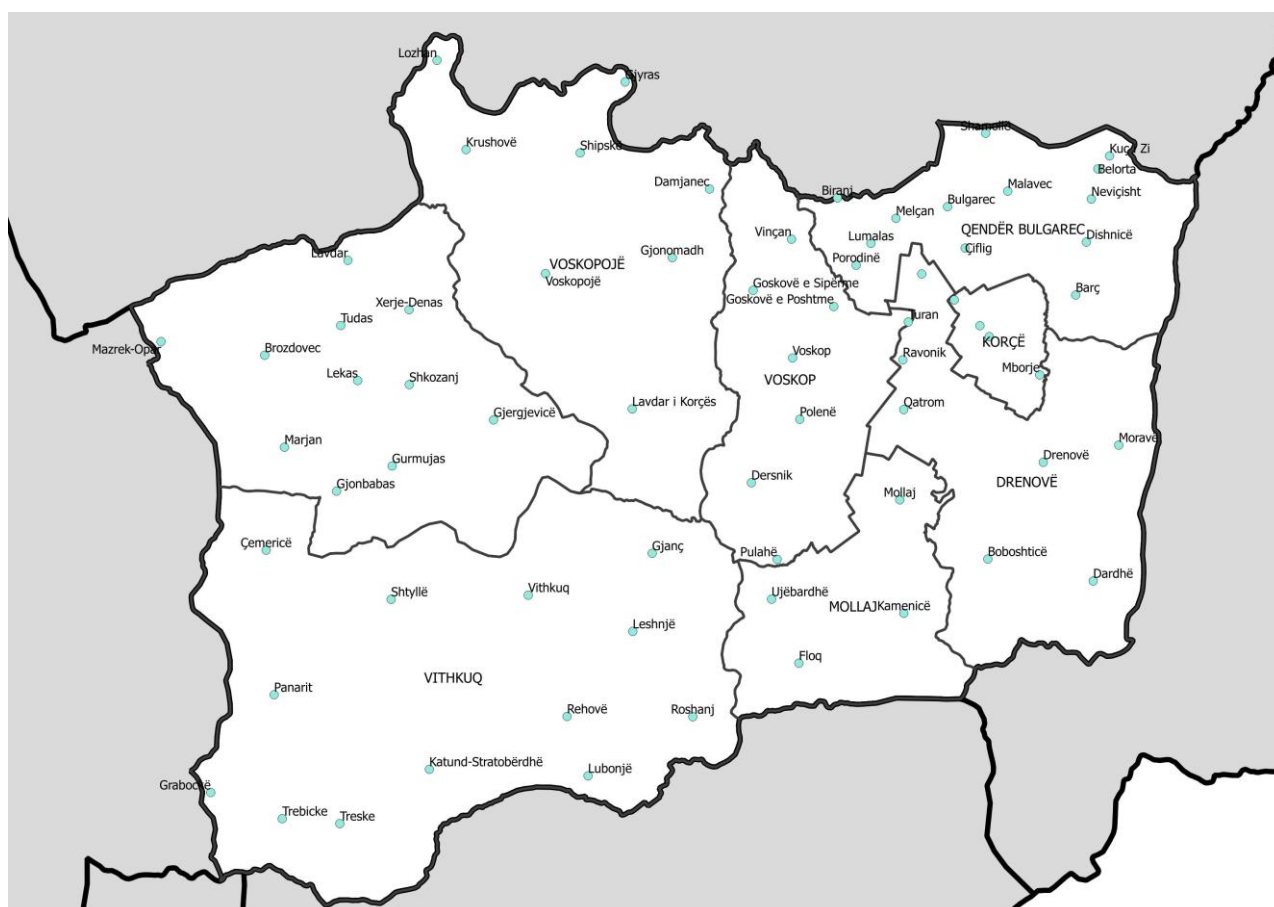 Lozhan
Gjyras
Krushovë
Shipskë
Shamollë
Kuç i Zi
Belorta
Damjanec
Biranj
Malavec
Neviçisht
Bulgarec
Melçan
Vinçan
Lumalas
QENDËR BULGAREC
Dishnicë
Çiflig
Lavdar
Gjonomadh
VOSKOPOJË
Voskopojë
Porodinë
Goskovë e Sipërme
Goskovë e Poshtme
Barç
Xerje-Denas
Tudas
Turan
Mazrek-Opar
KORÇË
Brozdovec
Voskop
Ravonik
Mborje
Lekas
Shkozanj
VOSKOP
Lavdar i Korçës
Qatrom
Gjergjevicë
Polenë
Marjan
Moravë
Gurmujas
Drenovë
Gjonbabas
Dersnik
DRENOVË
Mollaj
Çemericë
Gjanç
Pulahë
Boboshticë
Dardhë
Shtyllë
Vithkuq
Ujëbardhë
MOLLAJ
Kamenicë
Leshnjë
Floq
VITHKUQ
Panarit
Rehovë
Roshanj
Katund-Stratobërdhë
Lubonjë
Grabockë
Trebicke
Treske